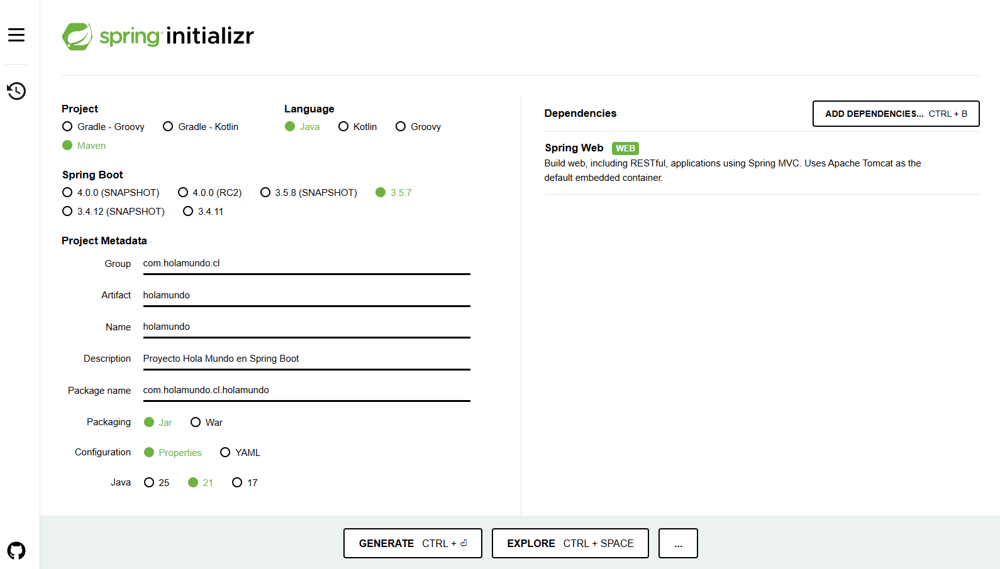 spring initializr
Project
Gradle - Groovy Gradle - Kotlin
Maven
Language
Java Kotlin Groovy
Spring Boot
4.0.0 (SNAPSHOT) 4.0.0 (RC2) 3.5.8 (SNAPSHOT) 3.5.7
3.4.12 (SNAPSHOT) 3.4.11
Project Metadata
Group com.holamundo.cl
Artifact holamundo
Name holamundo
Description Proyecto Hola Mundo en Spring Boot
Package name com.holamundo.cl.holamundo
Packaging Jar War
Configuration Properties YAML
Java 25 21 17
Dependencies
ADD DEPENDENCIES... CTRL + B
Spring Web WEB
Build web, including RESTful, applications using Spring MVC. Uses Apache Tomcat as the
default embedded container.
GENERATE CTRL + ⏎
EXPLORE CTRL + SPACE
...